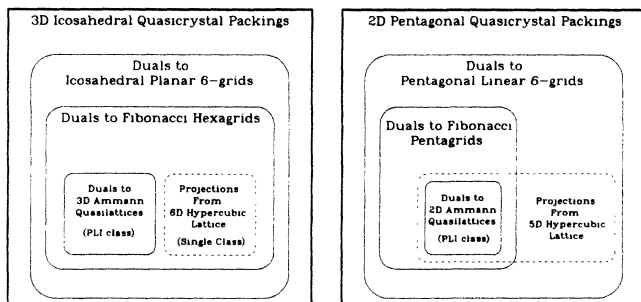 3D Icosahedral Quasicrystal Packings
Duals to
Icosahedral Planar 6-grids
Duals to Fibonacci Hexagrids
Duals to
3D Ammann
Quasilattices
(PLI class)
Projections
From
6D Hypercubic
Lattice
(Single Class)
2D Pentagonal Quasicrystal Packings
Duals to
Pentagonal Linear 6-grids
Duals to Fibonacci
Pentagrids
Duals to
2D Ammann
Quasilattices
(PLI class)
Projections
From
5D Hypercubic
Lattice